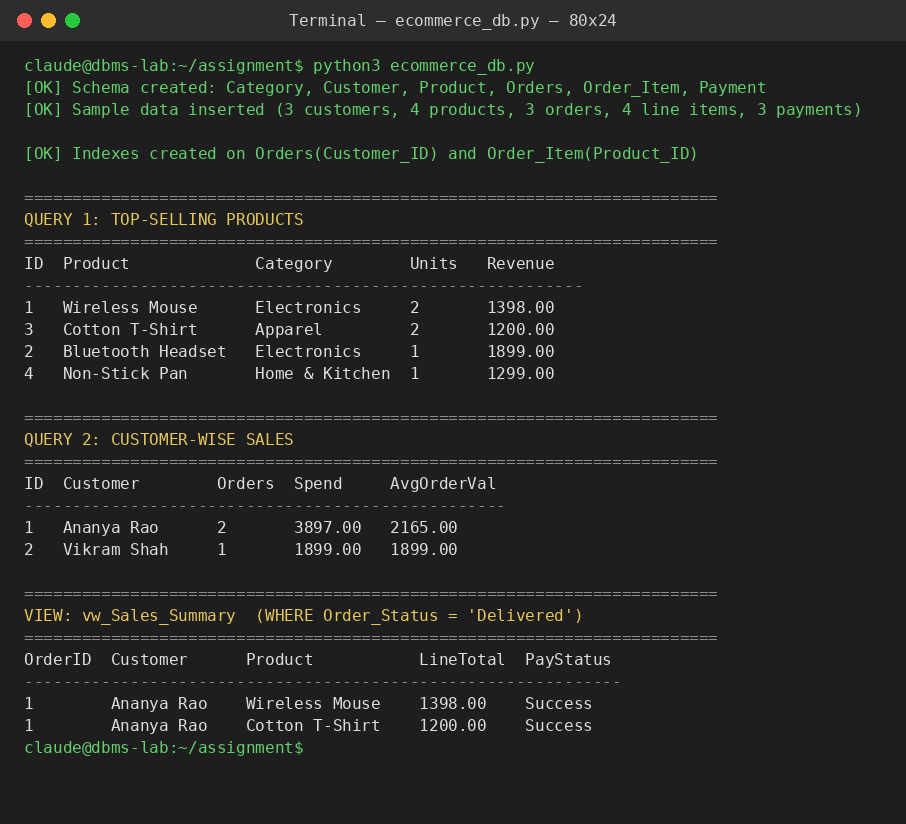 Terminal — ecommerce_db.py — 80x24
claude@dbms-lab:~/assignment$ python3 ecommerce_db.py
[OK] Schema created: Category, Customer, Product, Orders, Order_Item, Payment
[OK] Sample data inserted (3 customers, 4 products, 3 orders, 4 line items, 3 payments)
[OK] Indexes created on Orders(Customer_ID) and Order_Item(Product_ID)
========================================================================
QUERY 1: TOP-SELLING PRODUCTS
========================================================================
ID  Product             Category        Units   Revenue
----------------------------------------------------------
1   Wireless Mouse      Electronics     2       1398.00
3   Cotton T-Shirt      Apparel         2       1200.00
2   Bluetooth Headset   Electronics     1       1899.00
4   Non-Stick Pan       Home & Kitchen  1       1299.00
========================================================================
QUERY 2: CUSTOMER-WISE SALES
========================================================================
ID  Customer        Orders  Spend     AvgOrderVal
--------------------------------------------------
1   Ananya Rao      2       3897.00   2165.00
2   Vikram Shah     1       1899.00   1899.00
========================================================================
VIEW: vw_Sales_Summary  (WHERE Order_Status = 'Delivered')
========================================================================
OrderID  Customer      Product           LineTotal  PayStatus
--------------------------------------------------------------
1        Ananya Rao    Wireless Mouse    1398.00    Success
1        Ananya Rao    Cotton T-Shirt    1200.00    Success
claude@dbms-lab:~/assignment$